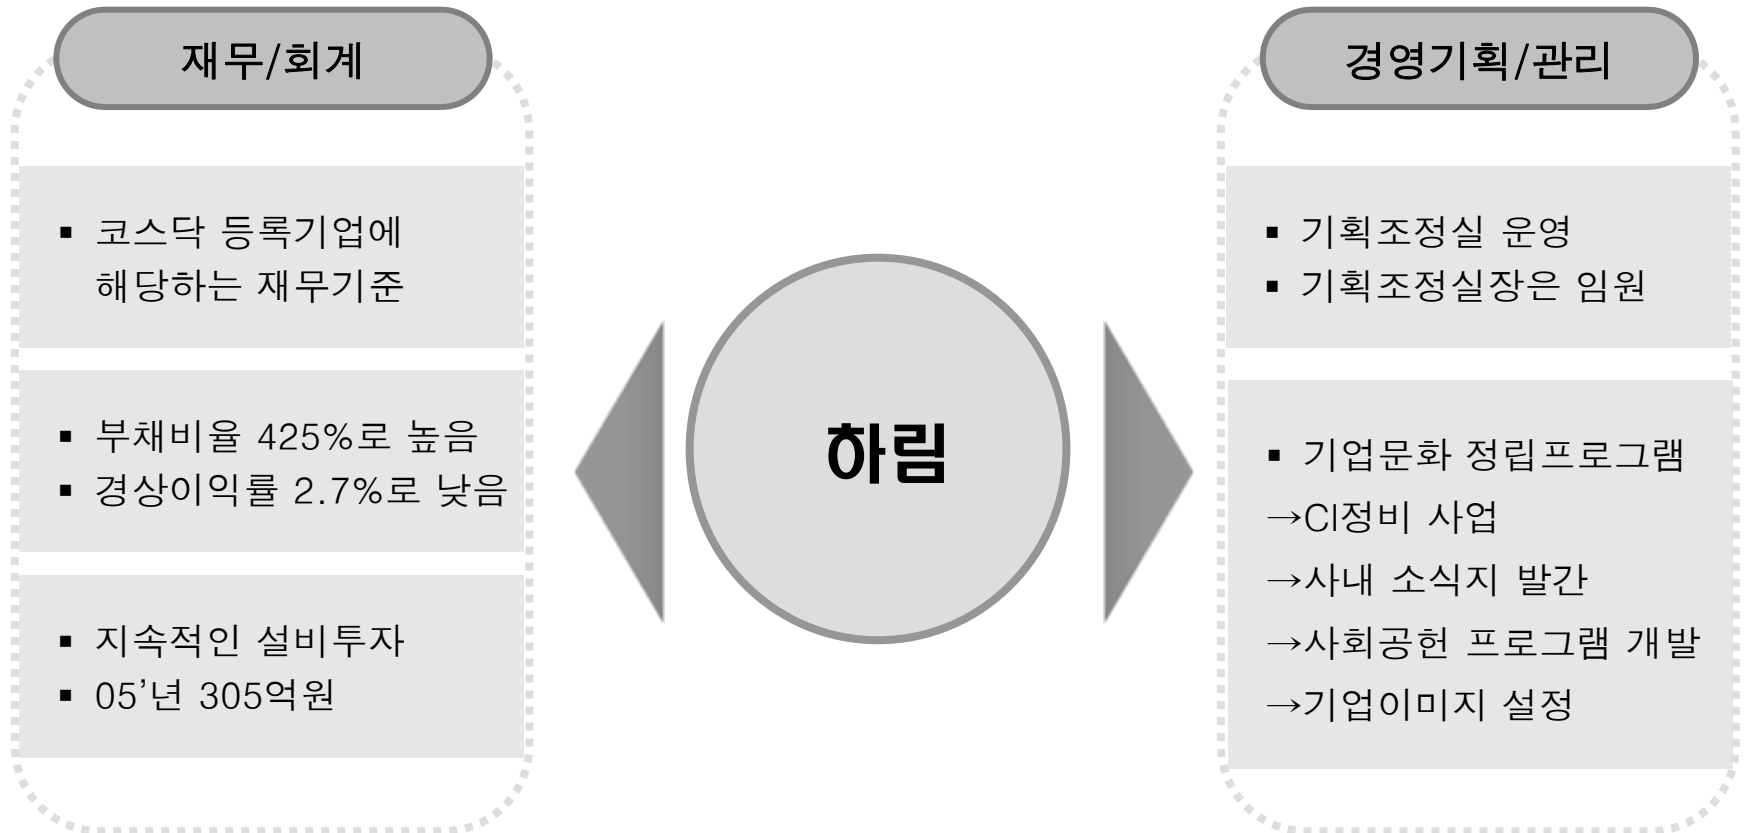 재무/회계
▪ 코스닥 등록기업에
해당하는 재무기준
▪ 부채비율 425%로 높음
▪ 경상이익률 2.7%로 낮음
▪ 지속적인 설비투자
▪ 05’년 305억원
하림
경영기획/관리
▪ 기획조정실 운영
▪ 기획조정실장은 임원
▪ 기업문화 정립프로그램
→CI정비 사업
→사내 소식지 발간
→사회공헌 프로그램 개발
→기업이미지 설정